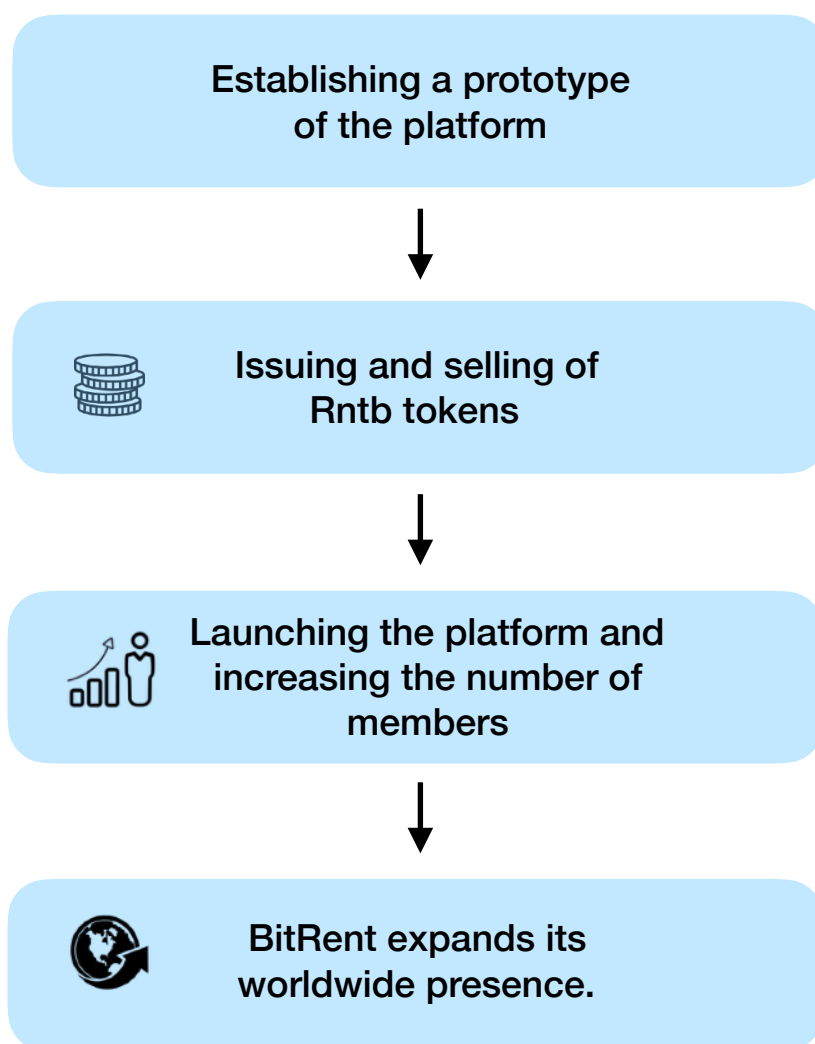 Establishing a prototype
of the platform
Issuing and selling of
Rntb tokens
Launching the platform and
increasing the number of
members
BitRent expands its
worldwide presence.